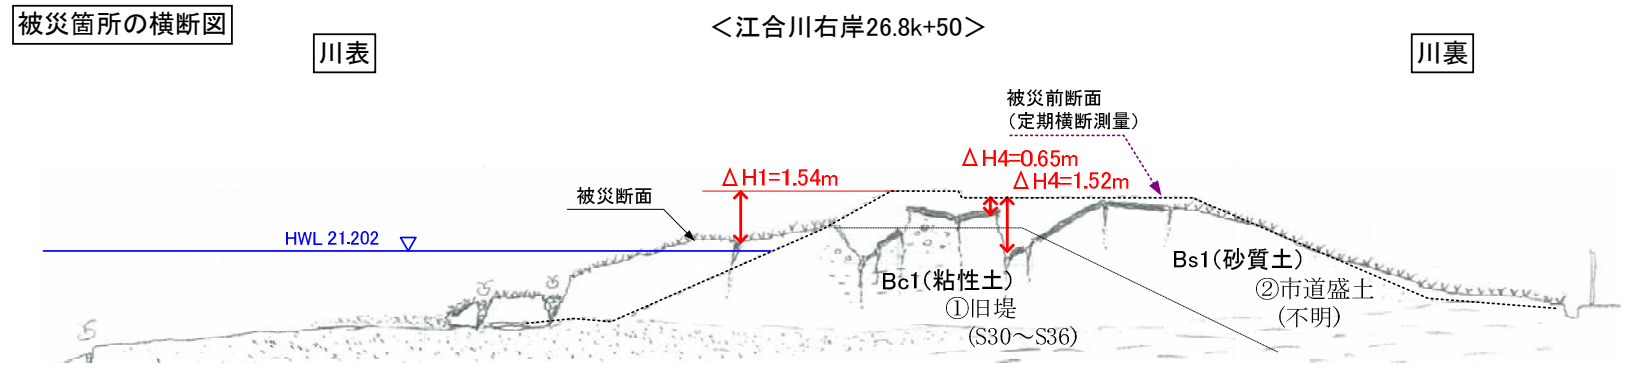 被災箇所の横断図
＜江合川右岸26.8k+50＞
川表
川裏
被災前断面
（定期横断測量）
ΔH4=0.65m
ΔH1=1.54m
ΔH4=1.52m
被災断面
HWL 21.202
Bs1(砂質土)
Bc1(粘性土)
②市道盛土
①旧堤
(不明)
(S30～S36)